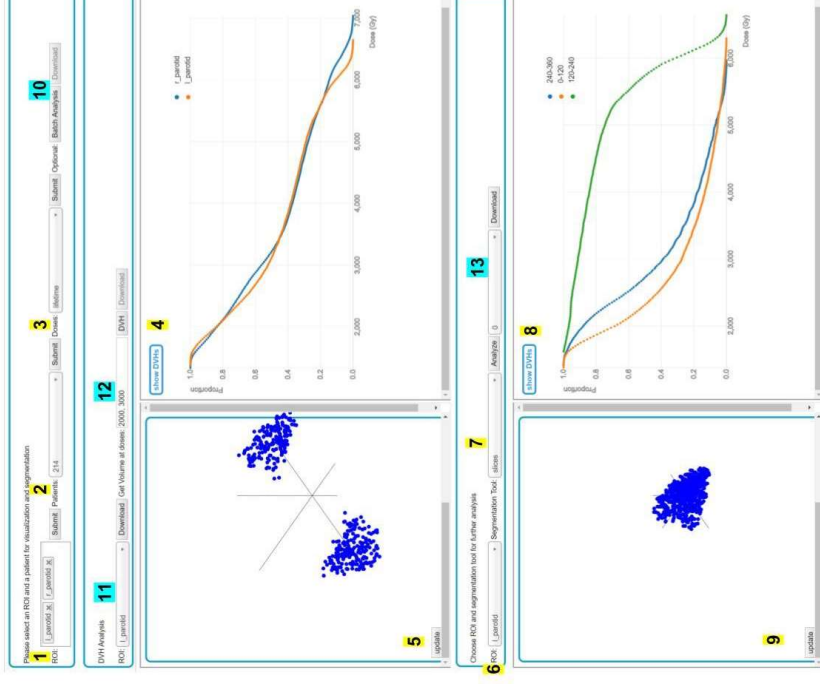 Please select an ROI and a patient for visualization and segmentation
1 2 3 10
ROI: l_parotid × r_parotid × Submit Patients: 214 Submit Doses: lifetime Submit Optional: Batch Analysis Download
DVH Analysis
11 12
ROI: l_parotid Download Get Volume at doses: 2000, 3000 DVH Download
5
update
show DVHs 4
r_parotid
l_parotid
Proportion
1.0
0.8
0.6
0.4
0.2
0.0
2,000 3,000 4,000 5,000 6,000 7,000
Dose (Gy)
Choose ROI and segmentation tool for further analysis
6 7 13
ROI: l_parotid Segmentation Tool: slices Analyze 0 Download
9
update
show DVHs 8
240-360
0-120
120-240
Proportion
1.0
0.8
0.6
0.4
0.2
0.0
2,000 3,000 4,000 5,000 6,000
Dose (Gy)